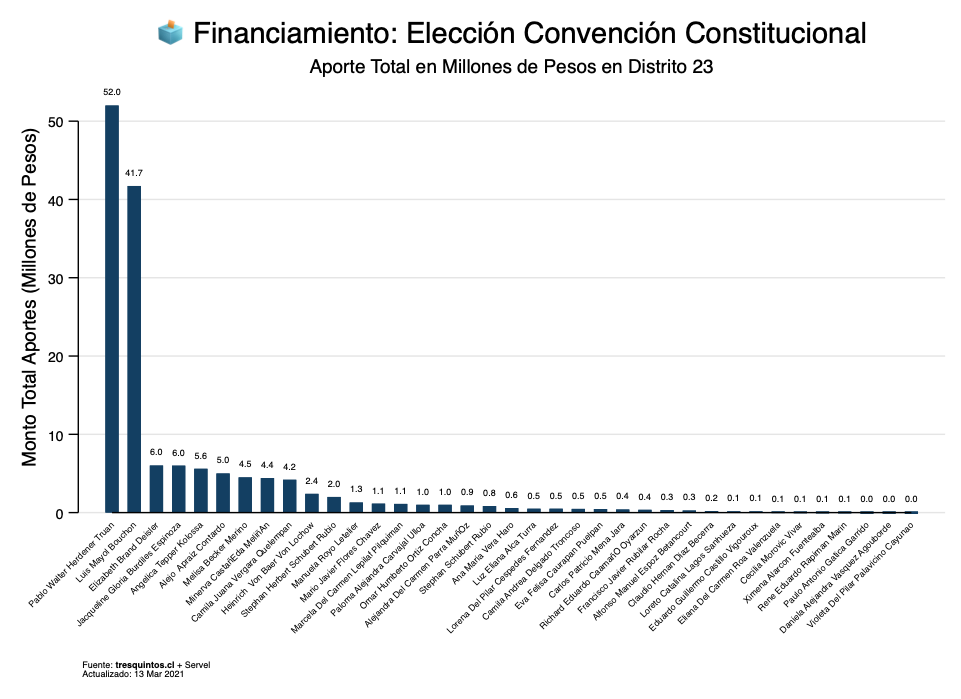 Financiamiento: Elección Convención Constitucional
Aporte Total en Millones de Pesos en Distrito 23
Monto Total Aportes (Millones de Pesos)
50
40
30
20
10
0
52.0
41.7
6.0
6.0
5.6
5.0
4.5
4.4
4.2
2.4
2.0
1.3
1.1
1.1
1.0
1.0
0.9
0.8
0.6
0.5
0.5
0.5
0.5
0.4
0.4
0.3
0.3
0.2
0.1
0.1
0.1
0.1
0.1
0.1
0.0
0.0
0.0
Pablo Walter Herdener Truan
Luis Mayol Bouchon
Elizabeth Brand Deisler
Jacqueline Gloria Burdiles Espinoza
Angelica Tepper Kolossa
Alejo Apraiz Contardo
Melisa Becker Merino
Minerva CastañEda MeliñAn
Camila Juana Vergara Quelempan
Heinrich Von Baer Von Lochow
Stephan Herbert Schubert Rubio
Manuela Royo Letelier
Mario Javier Flores Chavez
Marcela Del Carmen Lepilaf Piriqueman
Paloma Alejandra Carvajal Ulloa
Omar Humberto Ortiz Concha
Alejandra Del Carmen Parra MuñOz
Stephan Schubert Rubio
Ana Maria Vera Haro
Luz Eliana Aica Turra
Lorena Del Pilar Cespedes Fernandez
Camila Andrea Delgado Troncoso
Eva Felisa Caurapan Puelpan
Carlos Patricio Mena Jara
Richard Eduardo CaamañO Oyarzun
Francisco Javier Rubilar Rocha
Alfonso Manuel Espoz Betancourt
Claudio Hernan Diaz Becerra
Loreto Catalina Lagos Sanhueza
Eduardo Guillermo Castillo Vigouroux
Eliana Del Carmen Roa Valenzuela
Cecilia Morovic Vivar
Ximena Alarcon Fuentealba
Rene Eduardo Rosas Marin
Paulo Antonio Gatica Garrido
Daniela Alejandra Vasquez Agouborde
Violeta Del Pilar Palavicino Cayunao
Fuente: tresquintos.cl + Servel
Actualizado: 13 Mar 2021